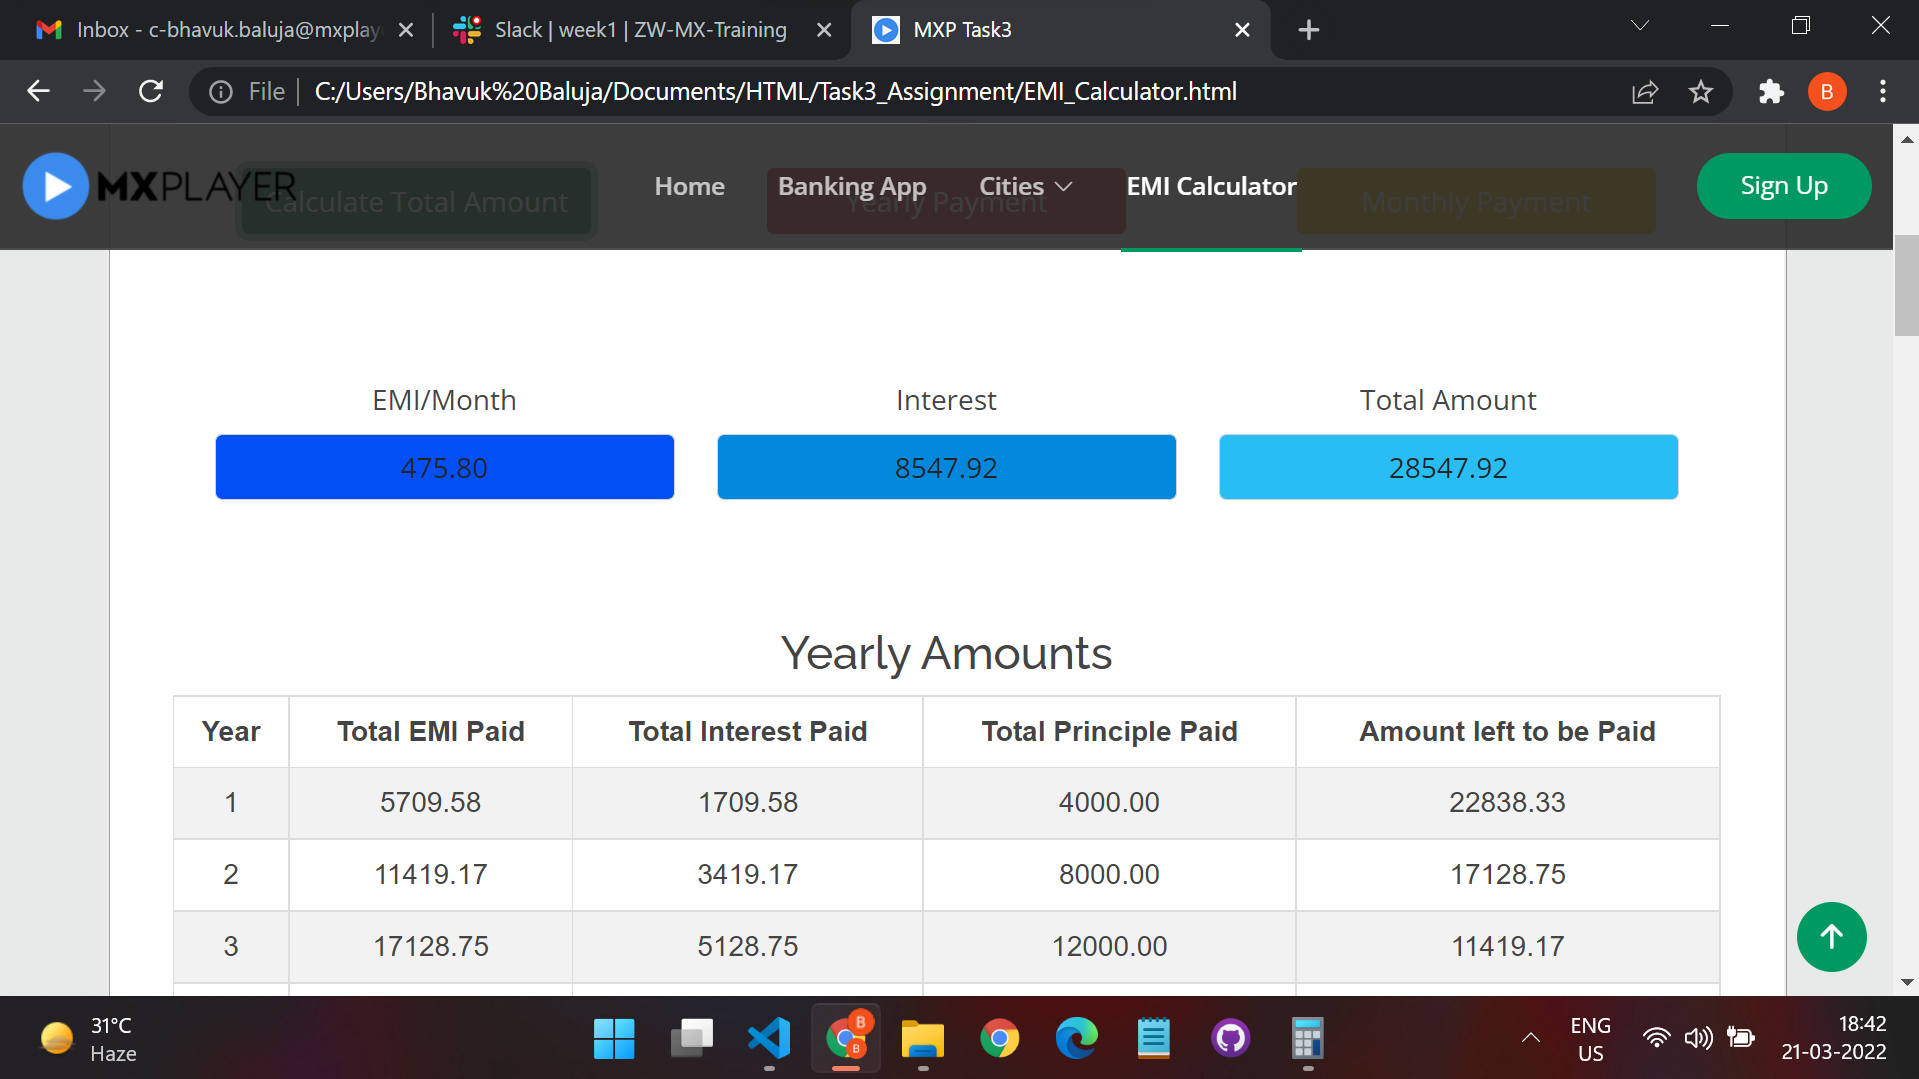 Inbox - c-bhavuk.baluja@mxplaye
Slack | week1 | ZW-MX-Training
MXP Task3
File
C:/Users/Bhavuk%20Baluja/Documents/HTML/Task3_Assignment/EMI_Calculator.html
B
MXPLAYER
Home
Banking App
Cities
EMI Calculator
Sign Up
Calculate Total Amount
Yearly Payment
Monthly Payment
EMI/Month
Interest
Total Amount
475.80
8547.92
28547.92
Yearly Amounts
Year Total EMI Paid Total Interest Paid Total Principle Paid Amount left to be Paid
1 5709.58 1709.58 4000.00 22838.33
2 11419.17 3419.17 8000.00 17128.75
3 17128.75 5128.75 12000.00 11419.17
31°C
Haze
B
B
ENG
US
18:42
21-03-2022